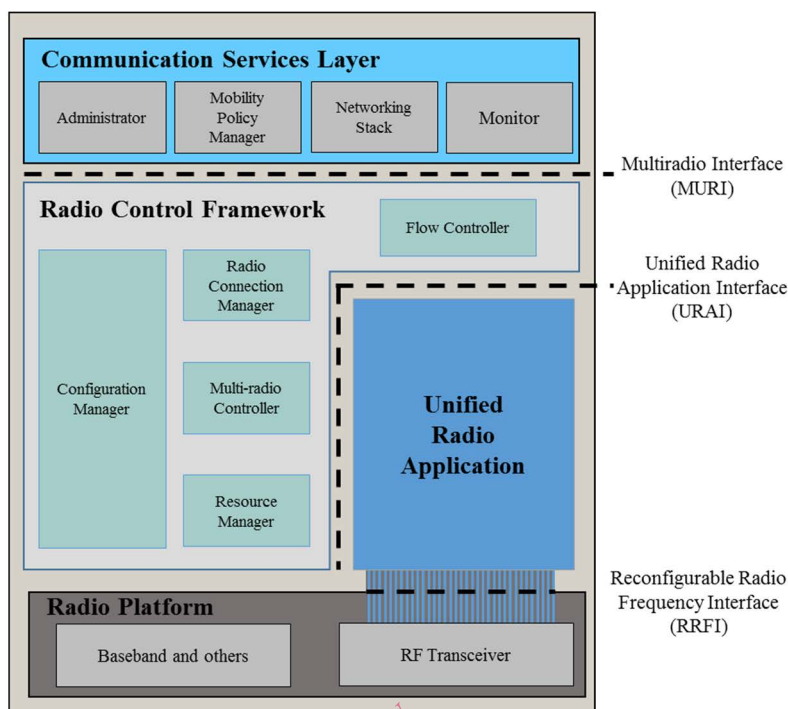 Communication Services Layer
Administrator
Mobility
Policy
Manager
Networking
Stack
Monitor
Multiradio Interface
(MURI)
Radio Control Framework
Flow Controller
Radio
Connection
Manager
Unified Radio
Application Interface
(URAI)
Configuration
Manager
Multi-radio
Controller
Unified
Radio
Application
Resource
Manager
Reconfigurable Radio
Frequency Interface
(RRFI)
Radio Platform
Baseband and others
RF Transceiver